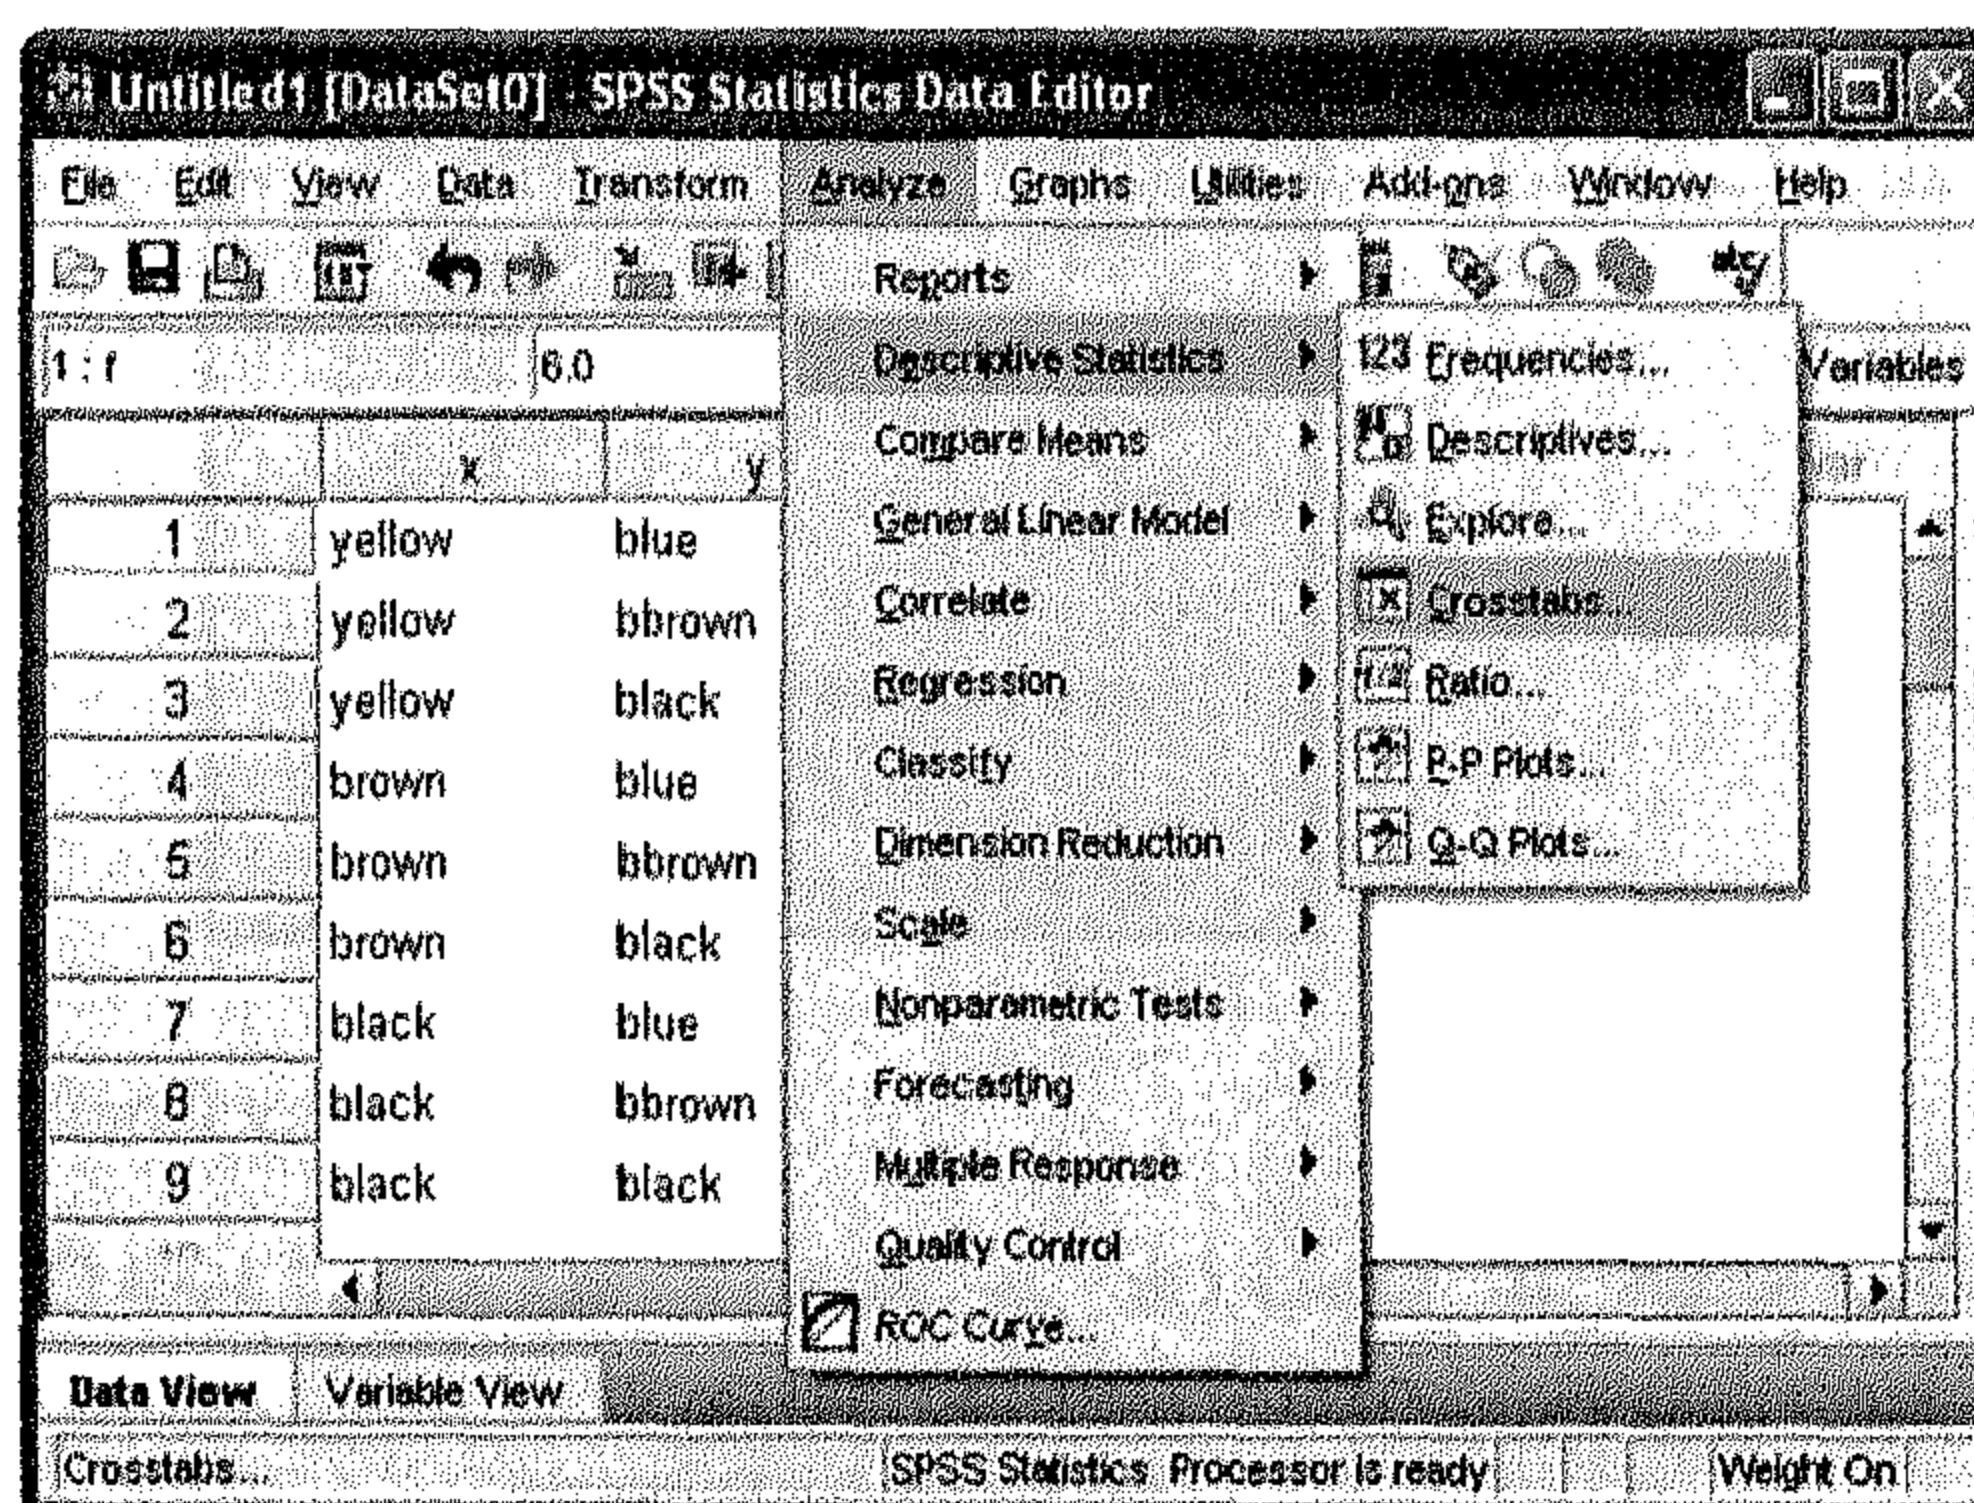 Untitled1 [DataSet0] - SPSS Statistics Data Editor
File Edit View Data Transform Analyze Graphs Utilities Add-ons Window Help
1 : f 6.0 Variables
x y
1 yellow blue
2 yellow bbrown
3 yellow black
4 brown blue
5 brown bbrown
6 brown black
7 black blue
8 black bbrown
9 black black
Reports
Descriptive Statistics
Compare Means
General Linear Model
Correlate
Regression
Classify
Dimension Reduction
Scale
Nonparametric Tests
Forecasting
Multiple Response
Quality Control
ROC Curve...
123 Frequencies...
Descriptives...
Explore...
Crosstabs...
Ratio...
P-P Plots...
Q-Q Plots...
Data View Variable View
Crosstabs... SPSS Statistics Processor is ready Weight On